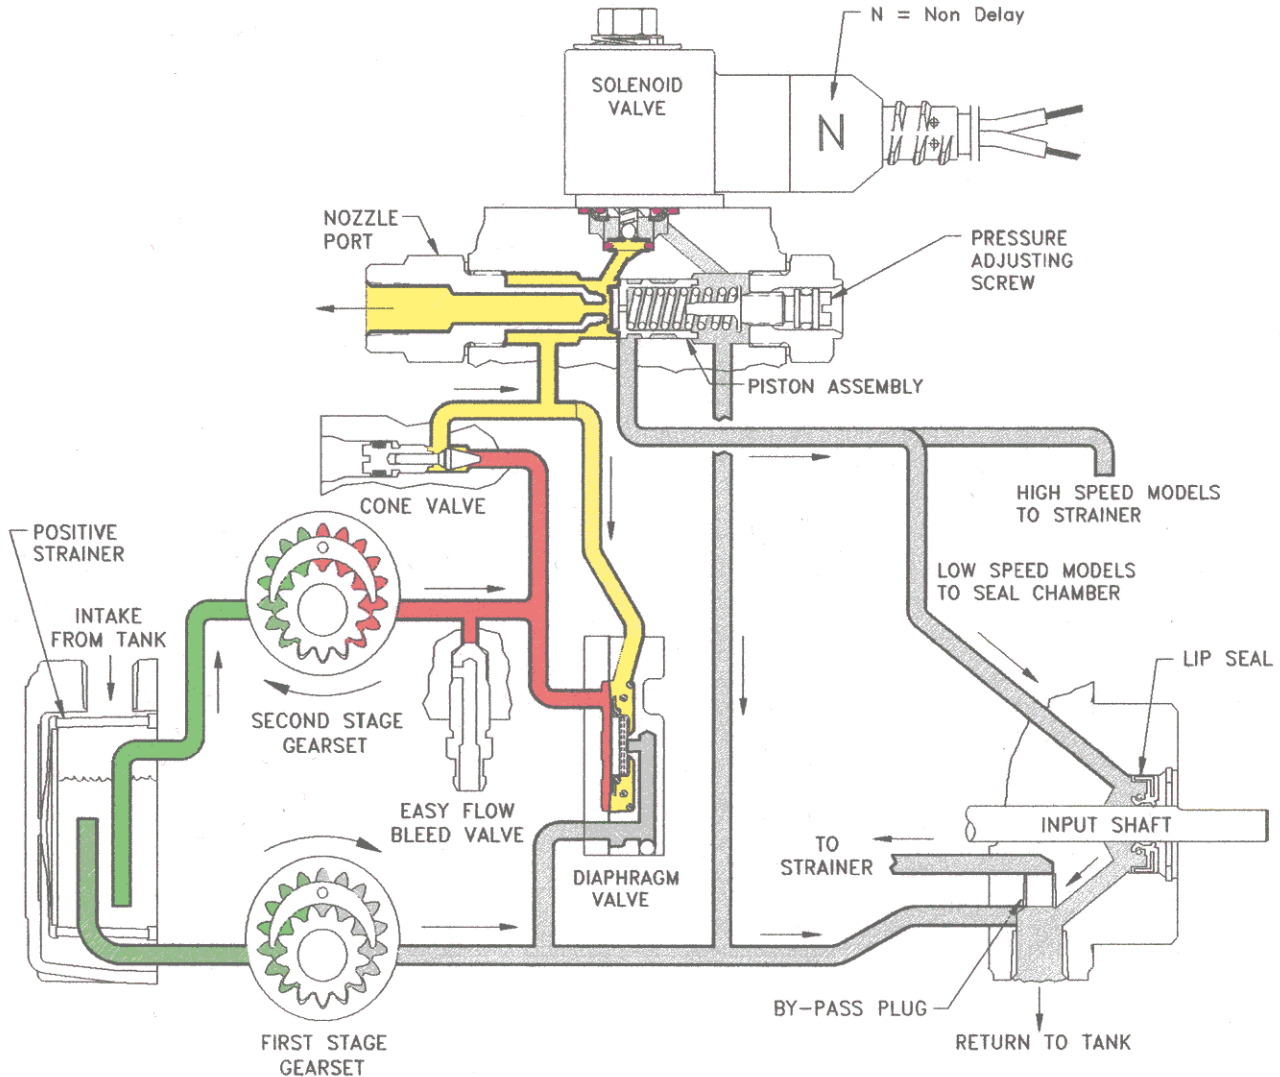 N = Non Delay
SOLENOID
VALVE
N
NOZZLE
PORT
PRESSURE
ADJUSTING
SCREW
PISTON ASSEMBLY
CONE VALVE
HIGH SPEED MODELS
TO STRAINER
POSITIVE
STRAINER
LOW SPEED MODELS
TO SEAL CHAMBER
INTAKE
FROM TANK
LIP SEAL
SECOND STAGE
GEARSET
EASY FLOW
BLEED VALVE
INPUT SHAFT
TO
STRAINER
DIAPHRAGM
VALVE
BY-PASS PLUG
FIRST STAGE
GEARSET
RETURN TO TANK